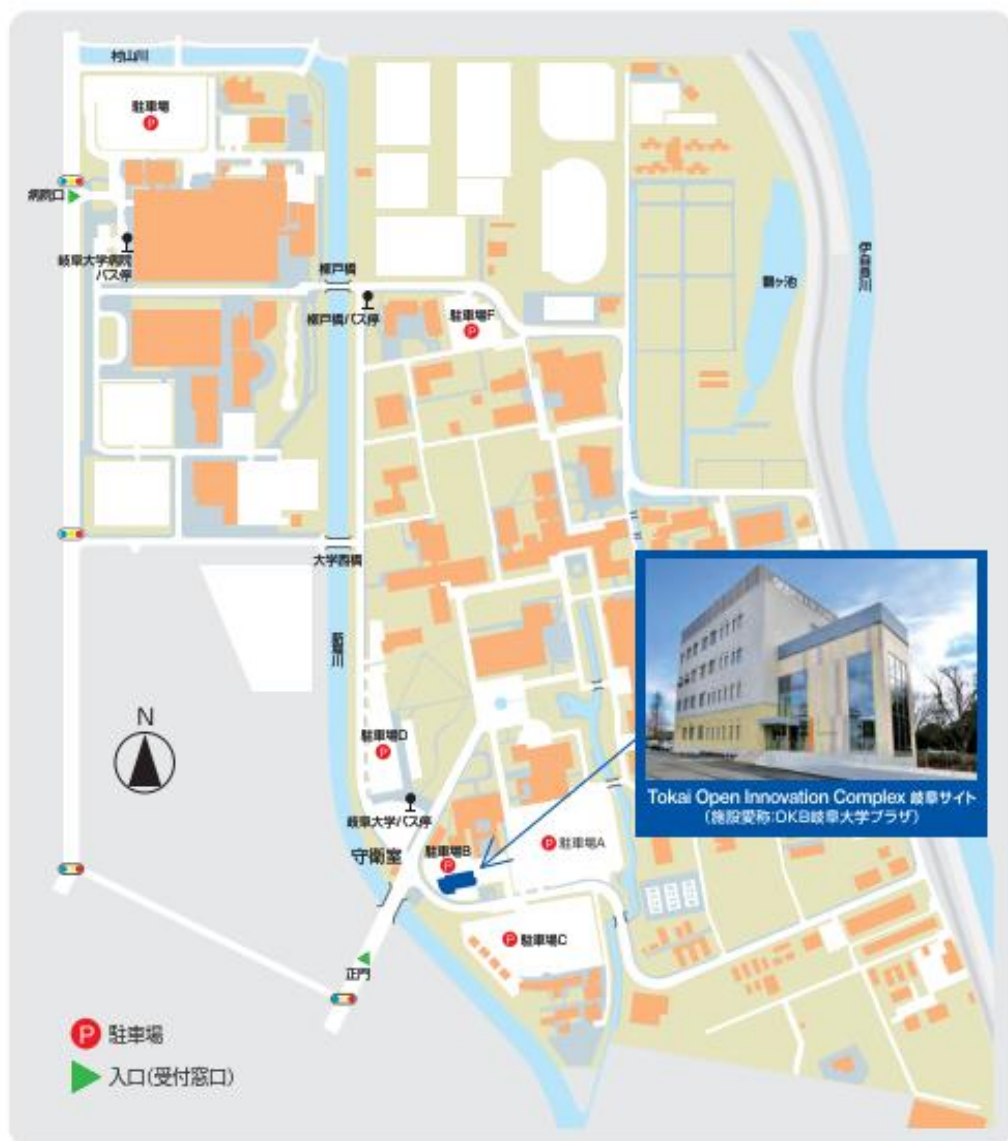 村山川
駐車場
P
病院口
岐阜大学病院
バス停
柳戸橋
柳戸橋バス停
駐車場F
P
鶴ヶ池
大学西橋
新堀川
N
駐車場D
P
岐阜大学バス停
守衛室
駐車場B
P
P 駐車場A
P 駐車場C
正門
Tokai Open Innovation Complex 岐阜サイト
(施設愛称:OKB岐阜大学プラザ)
P 駐車場
入口(受付窓口)